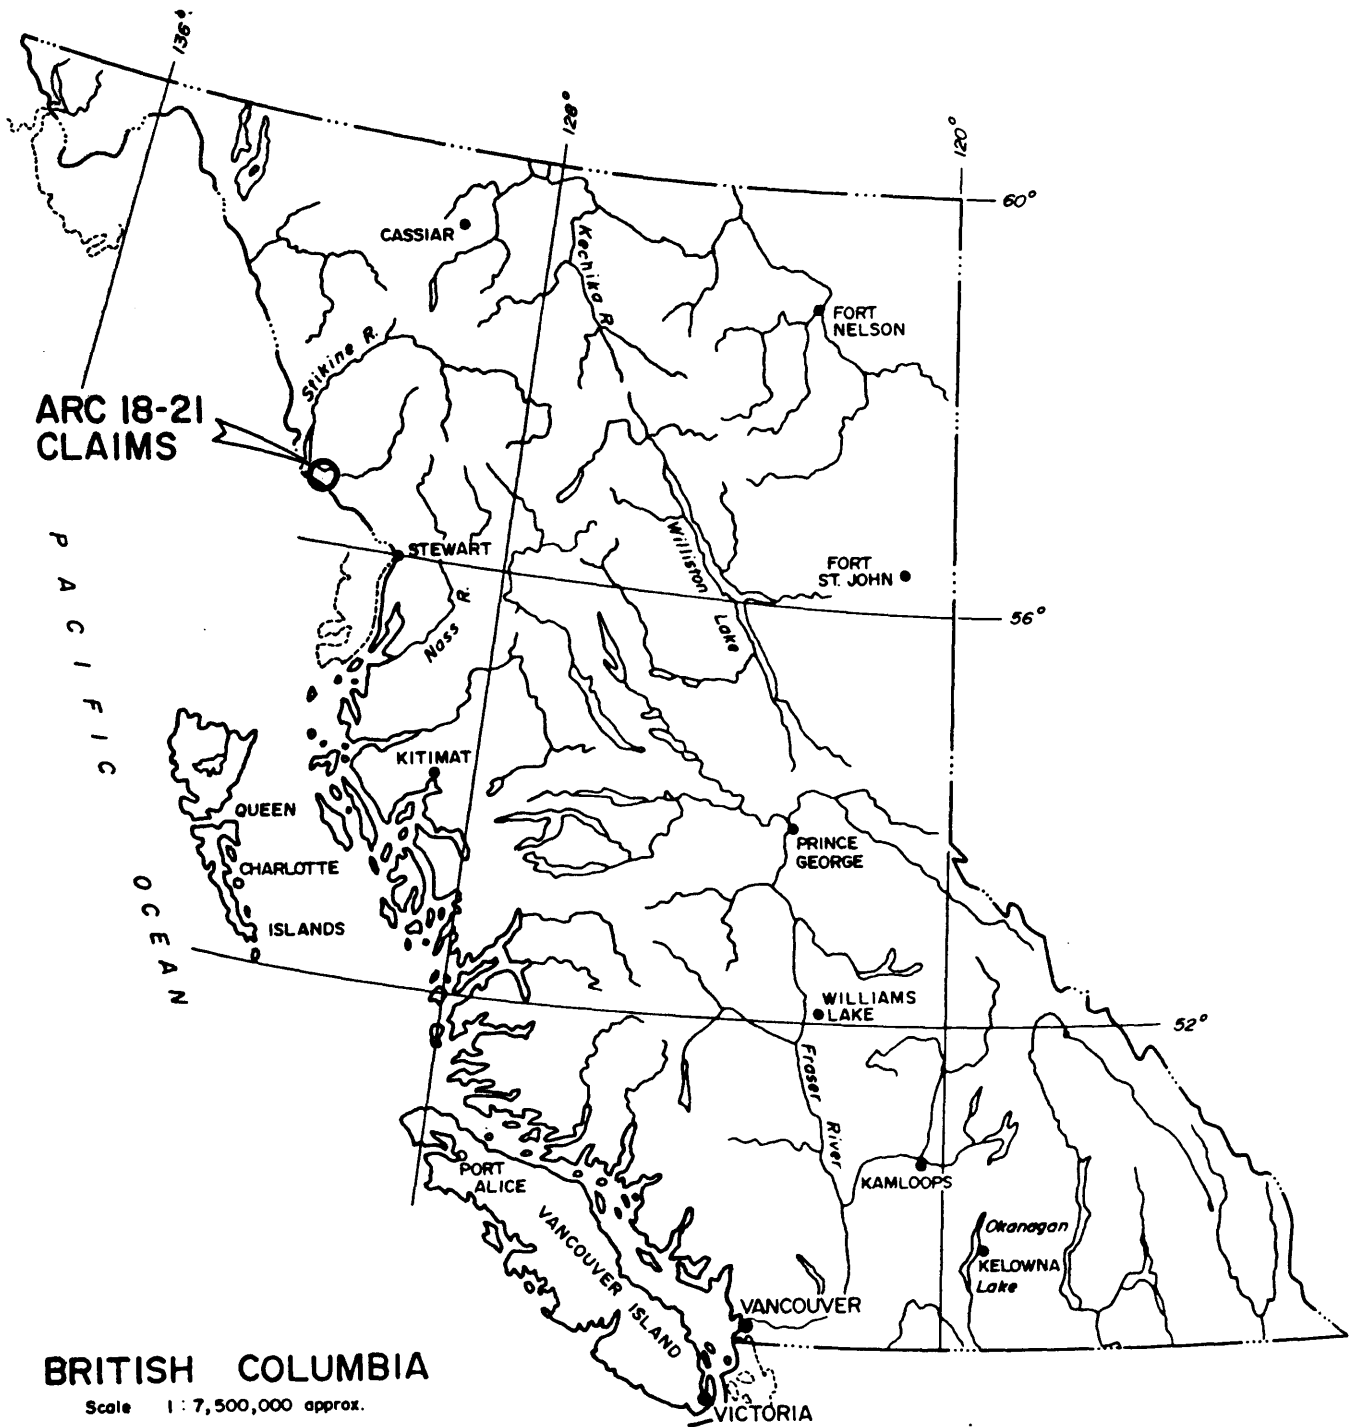 136°
128°
120°
60°
CASSIAR
Kechika R.
FORT
NELSON
Stikine R.
ARC 18-21
CLAIMS
STEWART
Williston
Lake
FORT
ST. JOHN
56°
Nass R.
PACIFIC
OCEAN
KITIMAT
QUEEN
CHARLOTTE
ISLANDS
PRINCE
GEORGE
WILLIAMS
LAKE
52°
Fraser River
PORT
ALICE
KAMLOOPS
VANCOUVER ISLAND
Okanagan
KELOWNA
Lake
VANCOUVER
BRITISH COLUMBIA
Scale 1 : 7,500,000 approx.
VICTORIA